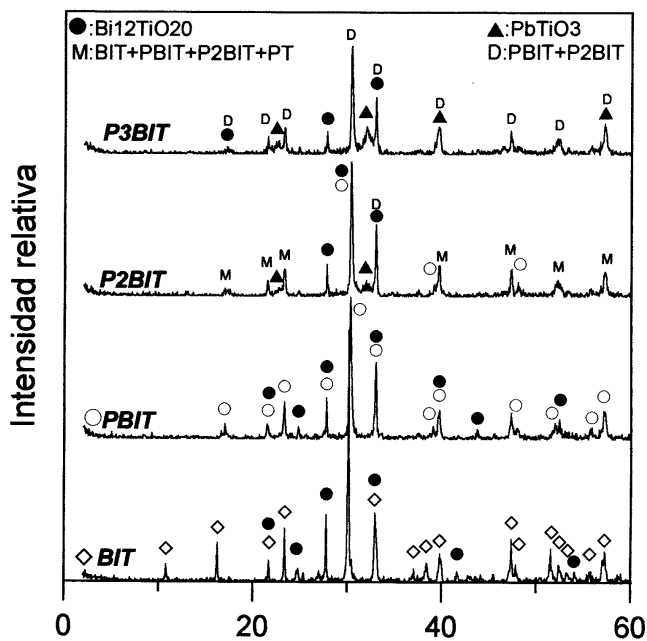 ●:Bi12TiO20 ▲:PbTiO3
M:BIT+PBIT+P2BIT+PT D:PBIT+P2BIT
D
D
D D D D D D D
P3BIT
P2BIT
D
M M M M M M M
PBIT
BIT
Intensidad relativa
0 20 40 60